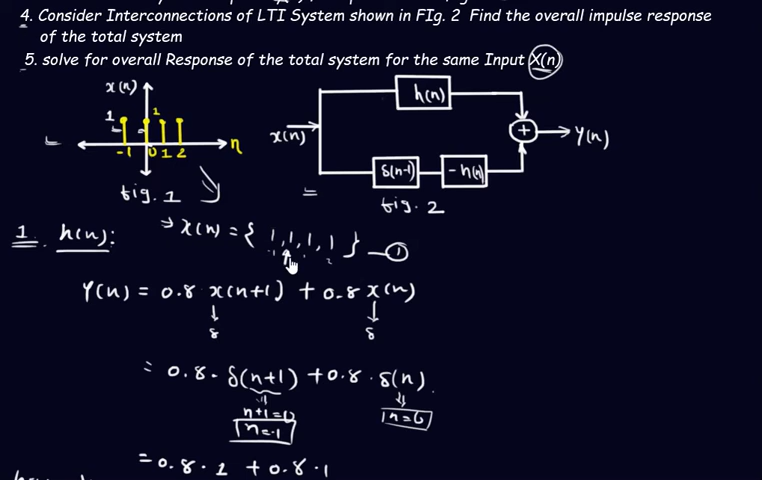 4. Consider Interconnections of LTI System shown in FIg. 2 Find the overall impulse response
of the total system
5. solve for overall Response of the total system for the same Input X(n)
x(n)
1 1
-1 0 1 2 n
fig. 1
x(n) h(n) + → Y(n)
δ(n-1) -h(n)
fig. 2
1. h(n): ⇒ x(n) = { 1, 1, 1, 1 } —①
Y(n) = 0.8 x(n+1) + 0.8 x(n)
↓ ↓
δ δ
= 0.8 · δ(n+1) + 0.8 · δ(n)
n+1=0 n=0
n=-1
= 0.8 · 1 + 0.8 · 1